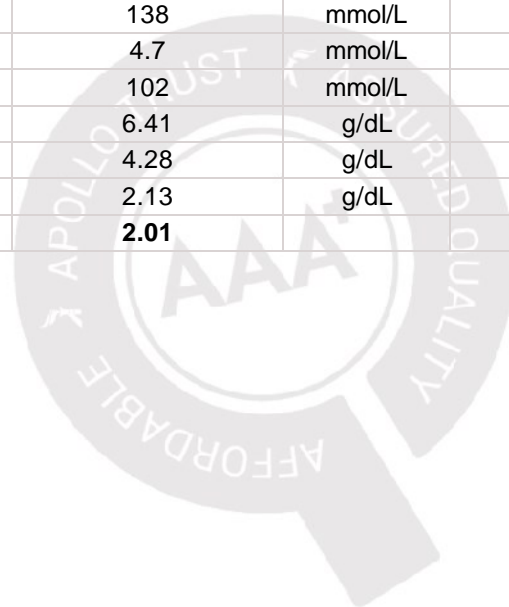 138 mmol/L
4.7 mmol/L
102 mmol/L
6.41 g/dL
4.28 g/dL
2.13 g/dL
2.01
APOLLO TRUST ASSURED QUALITY AFFORDABLE
AAA+